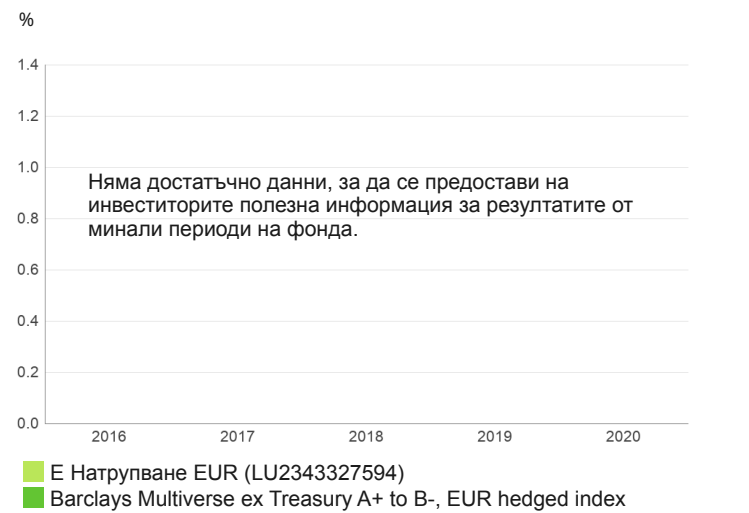 %
1.4
1.2
1.0
Няма достатъчно данни, за да се предостави на
инвеститорите полезна информация за резултатите от
0.8
минали периоди на фонда.
0.6
0.4
0.2
0.0
2016 2017 2018 2019 2020
Е Натрупване EUR (LU2343327594)
Barclays Multiverse ex Treasury A+ to B-, EUR hedged index